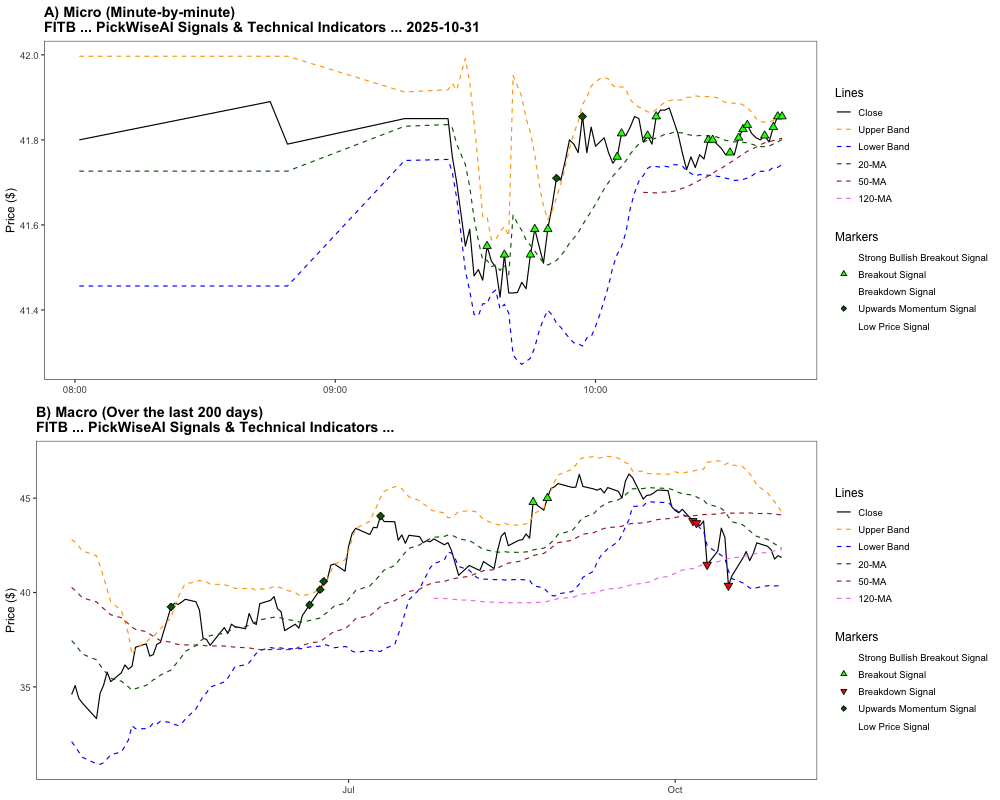 A) Micro (Minute-by-minute)
FITB ... PickWiseAI Signals & Technical Indicators ... 2025-10-31
42.0
41.8
41.6
41.4
Price ($)
08:00
09:00
10:00
Lines
Close
Upper Band
Lower Band
20-MA
50-MA
120-MA
Markers
Strong Bullish Breakout Signal
Breakout Signal
Breakdown Signal
Upwards Momentum Signal
Low Price Signal
B) Macro (Over the last 200 days)
FITB ... PickWiseAI Signals & Technical Indicators ...
45
40
35
Price ($)
Jul
Oct
Lines
Close
Upper Band
Lower Band
20-MA
50-MA
120-MA
Markers
Strong Bullish Breakout Signal
Breakout Signal
Breakdown Signal
Upwards Momentum Signal
Low Price Signal